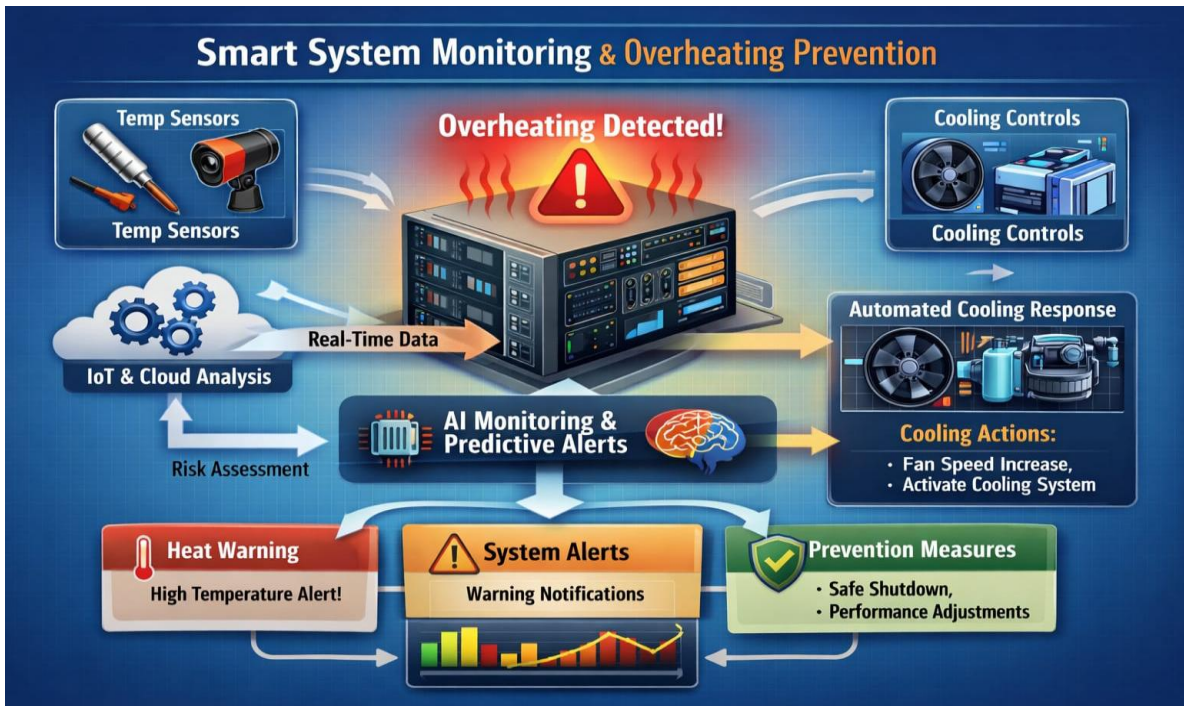 Smart System Monitoring & Overheating Prevention
Temp Sensors
Temp Sensors
Overheating Detected!
Cooling Controls
Cooling Controls
IoT & Cloud Analysis
Real-Time Data
Automated Cooling Response
Cooling Actions:
· Fan Speed Increase,
· Activate Cooling System
AI Monitoring &
Predictive Alerts
Risk Assessment
Heat Warning
High Temperature Alert!
System Alerts
Warning Notifications
Prevention Measures
· Safe Shutdown,
· Performance Adjustments